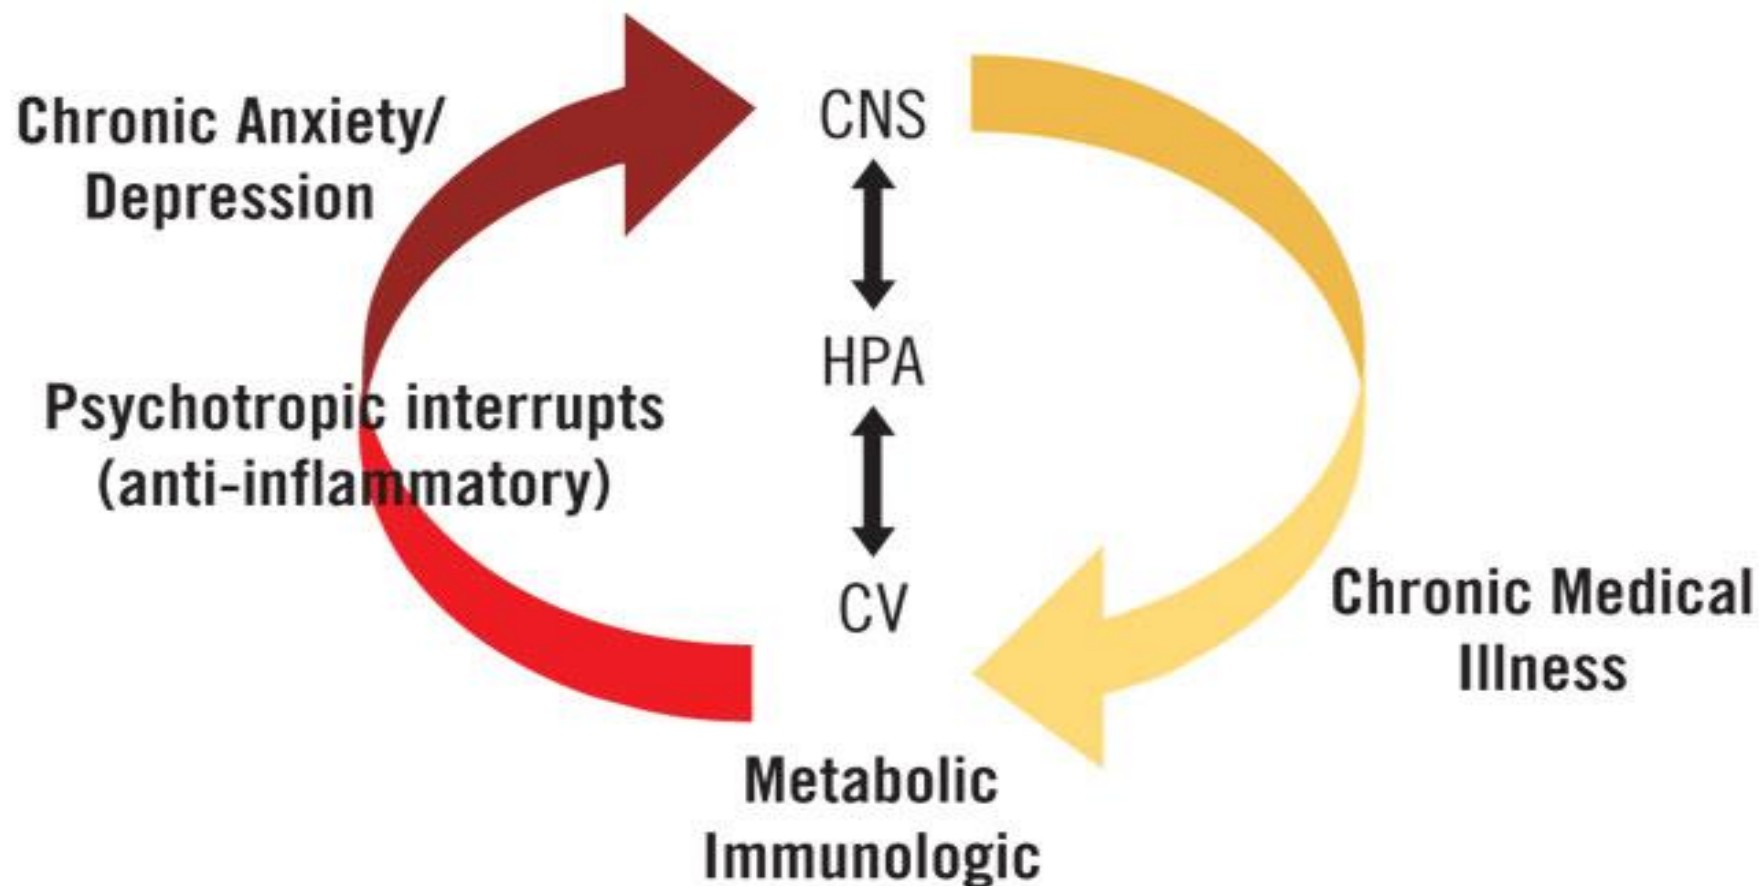 Chronic Anxiety/
Depression
CNS
HPA
Psychotropic interrupts
(anti-inflammatory)
CV
Chronic Medical
Illness
Metabolic
Immunologic